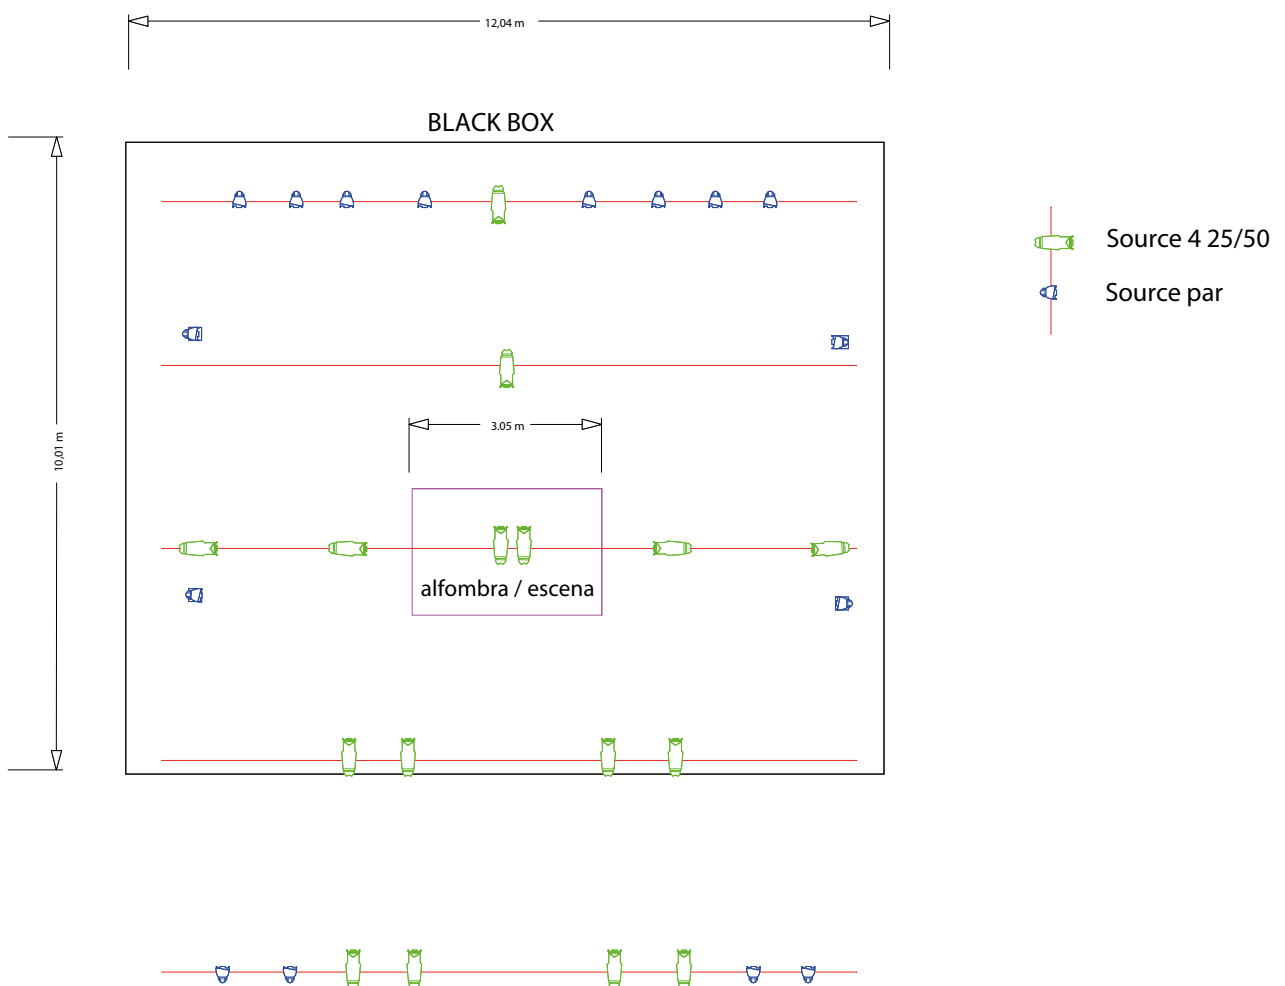 12,04 m
BLACK BOX
Source 4 25/50
Source par
3.05 m
10,01 m
alfombra / escena